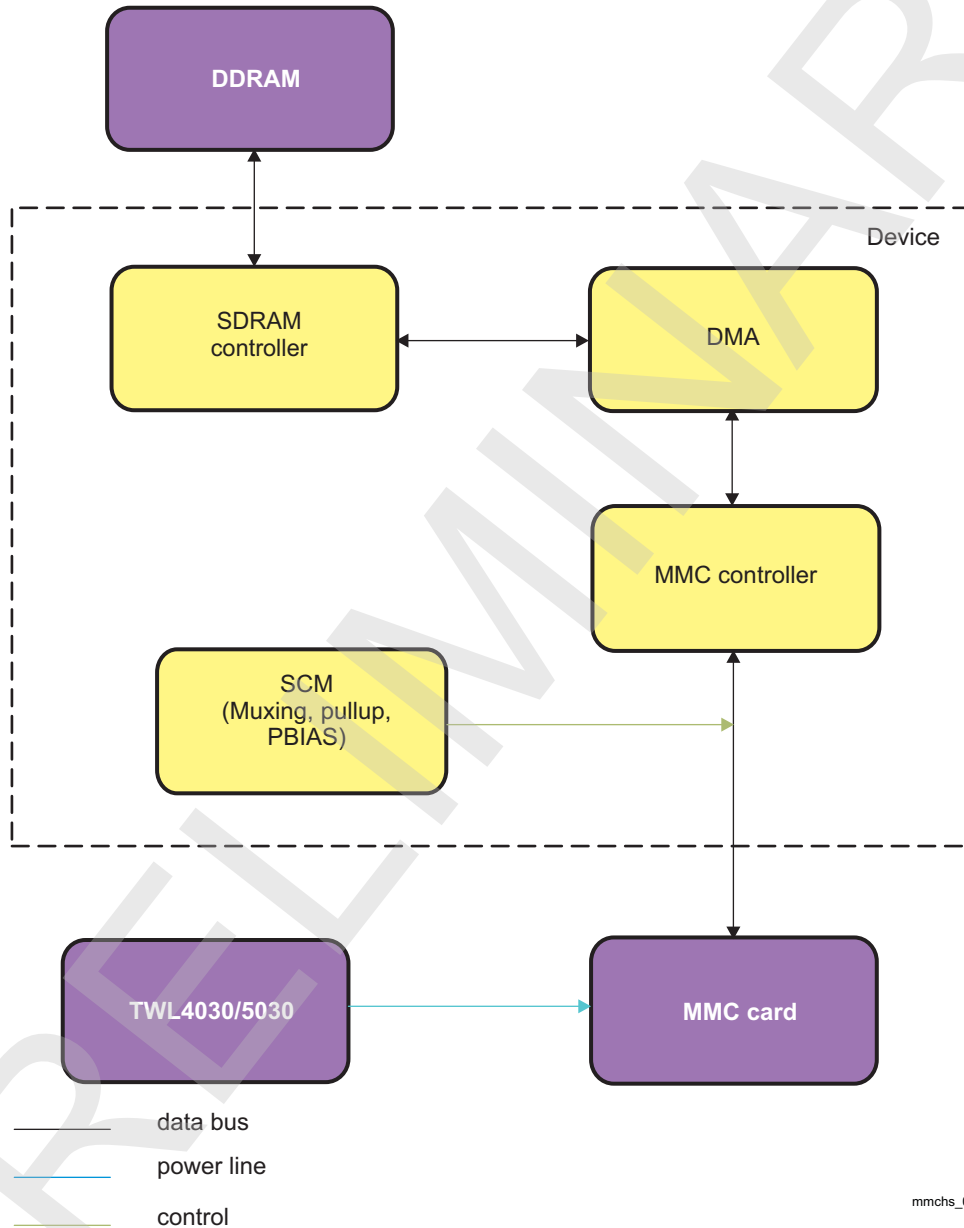 DDRAM
Device
SDRAM
controller
DMA
MMC controller
SCM
(Muxing, pullup,
PBIAS)
TWL4030/5030
MMC card
data bus
power line
control